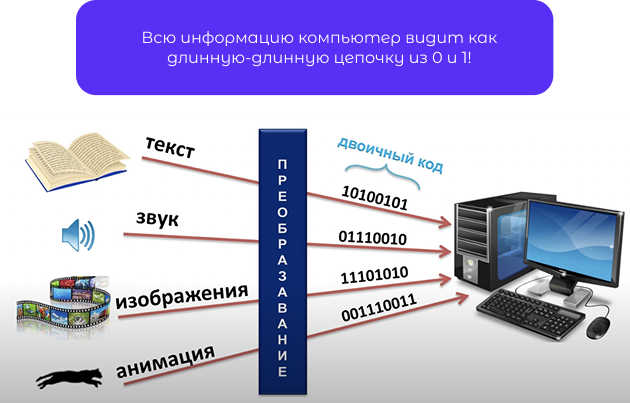 Всю информацию компьютер видит как
длинную-длинную цепочку из 0 и 1!
текст
звук
изображения
анимация
ПРЕОБРАЗАВАНИЕ
двоичный код
10100101
01110010
11101010
001110011